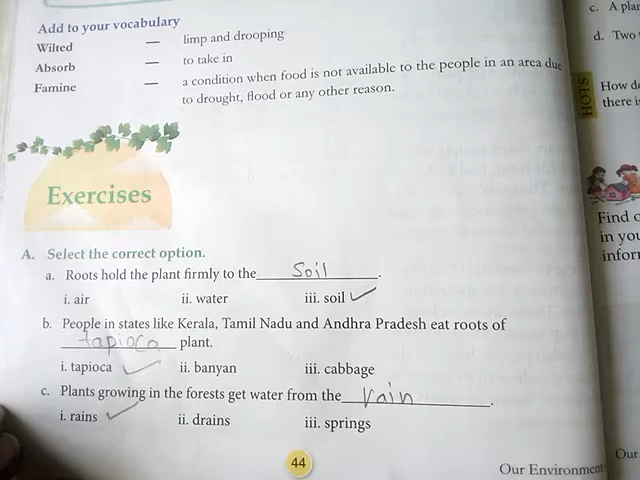 Add to your vocabulary
Wilted — limp and drooping
Absorb — to take in
Famine — a condition when food is not available to the people in an area due
to drought, flood or any other reason.
Exercises
A. Select the correct option.
a. Roots hold the plant firmly to the Soil.
i. air ii. water iii. soil
b. People in states like Kerala, Tamil Nadu and Andhra Pradesh eat roots of
tapioca plant.
i. tapioca ii. banyan iii. cabbage
c. Plants growing in the forests get water from the rain.
i. rains ii. drains iii. springs
44
Our Environment
c. A plan
d. Two
HOTS
How do
there i
Find o
in you
infor
Our